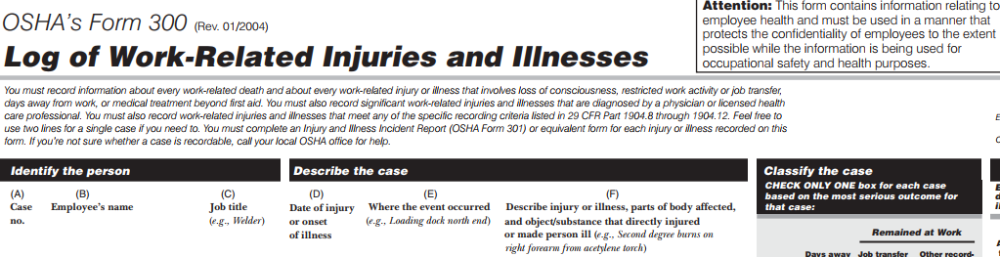 OSHA's Form 300 (Rev. 01/2004)
Log of Work-Related Injuries and Illnesses
Attention: This form contains information relating to
employee health and must be used in a manner that
protects the confidentiality of employees to the extent
possible while the information is being used for
occupational safety and health purposes.
You must record information about every work-related death and about every work-related injury or illness that involves loss of consciousness, restricted work activity or job transfer,
days away from work, or medical treatment beyond first aid. You must also record significant work-related injuries and illnesses that are diagnosed by a physician or licensed health
care professional. You must also record work-related injuries and illnesses that meet any of the specific recording criteria listed in 29 CFR Part 1904.8 through 1904.12. Feel free to
use two lines for a single case if you need to. You must complete an Injury and Illness Incident Report (OSHA Form 301) or equivalent form for each injury or illness recorded on this
form. If you're not sure whether a case is recordable, call your local OSHA office for help.
Identify the person
(A)
Case
no.
(B)
Employee's name
(C)
Job title
(e.g., Welder)
Describe the case
(D)
Date of injury
or onset
of illness
(E)
Where the event occurred
(e.g., Loading dock north end)
(F)
Describe injury or illness, parts of body affected,
and object/substance that directly injured
or made person ill (e.g., Second degree burns on
right forearm from acetylene torch)
Classify the case
CHECK ONLY ONE box for each case
based on the most serious outcome for
that case:
Remained at Work
Days away Job transfer Other record-